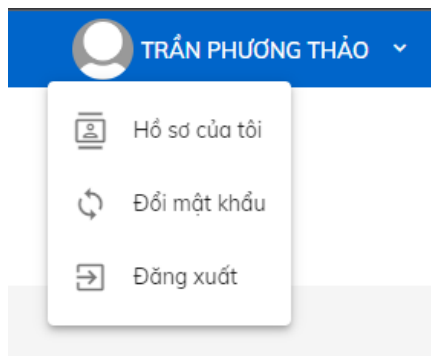 TRẦN PHƯƠNG THẢO
Hồ sơ của tôi
Đổi mật khẩu
Đăng xuất